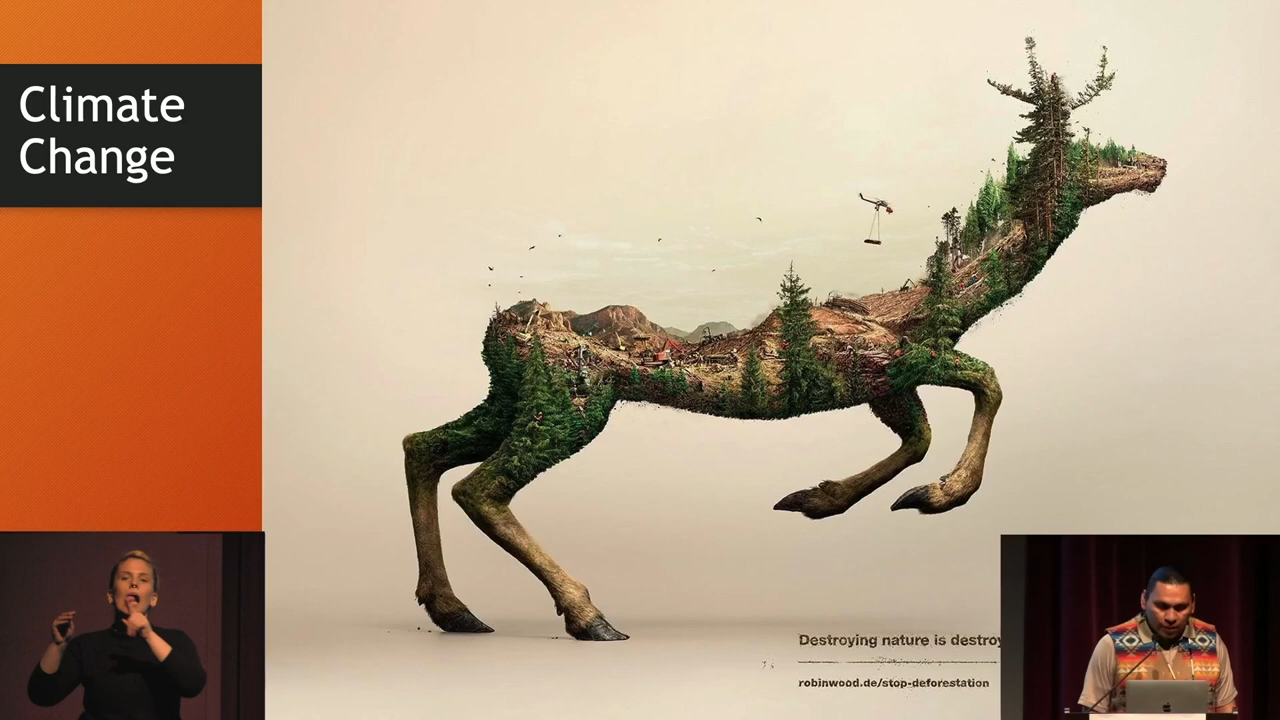 Climate
Change
Destroying nature is destroy
robinwood.de/stop-deforestation